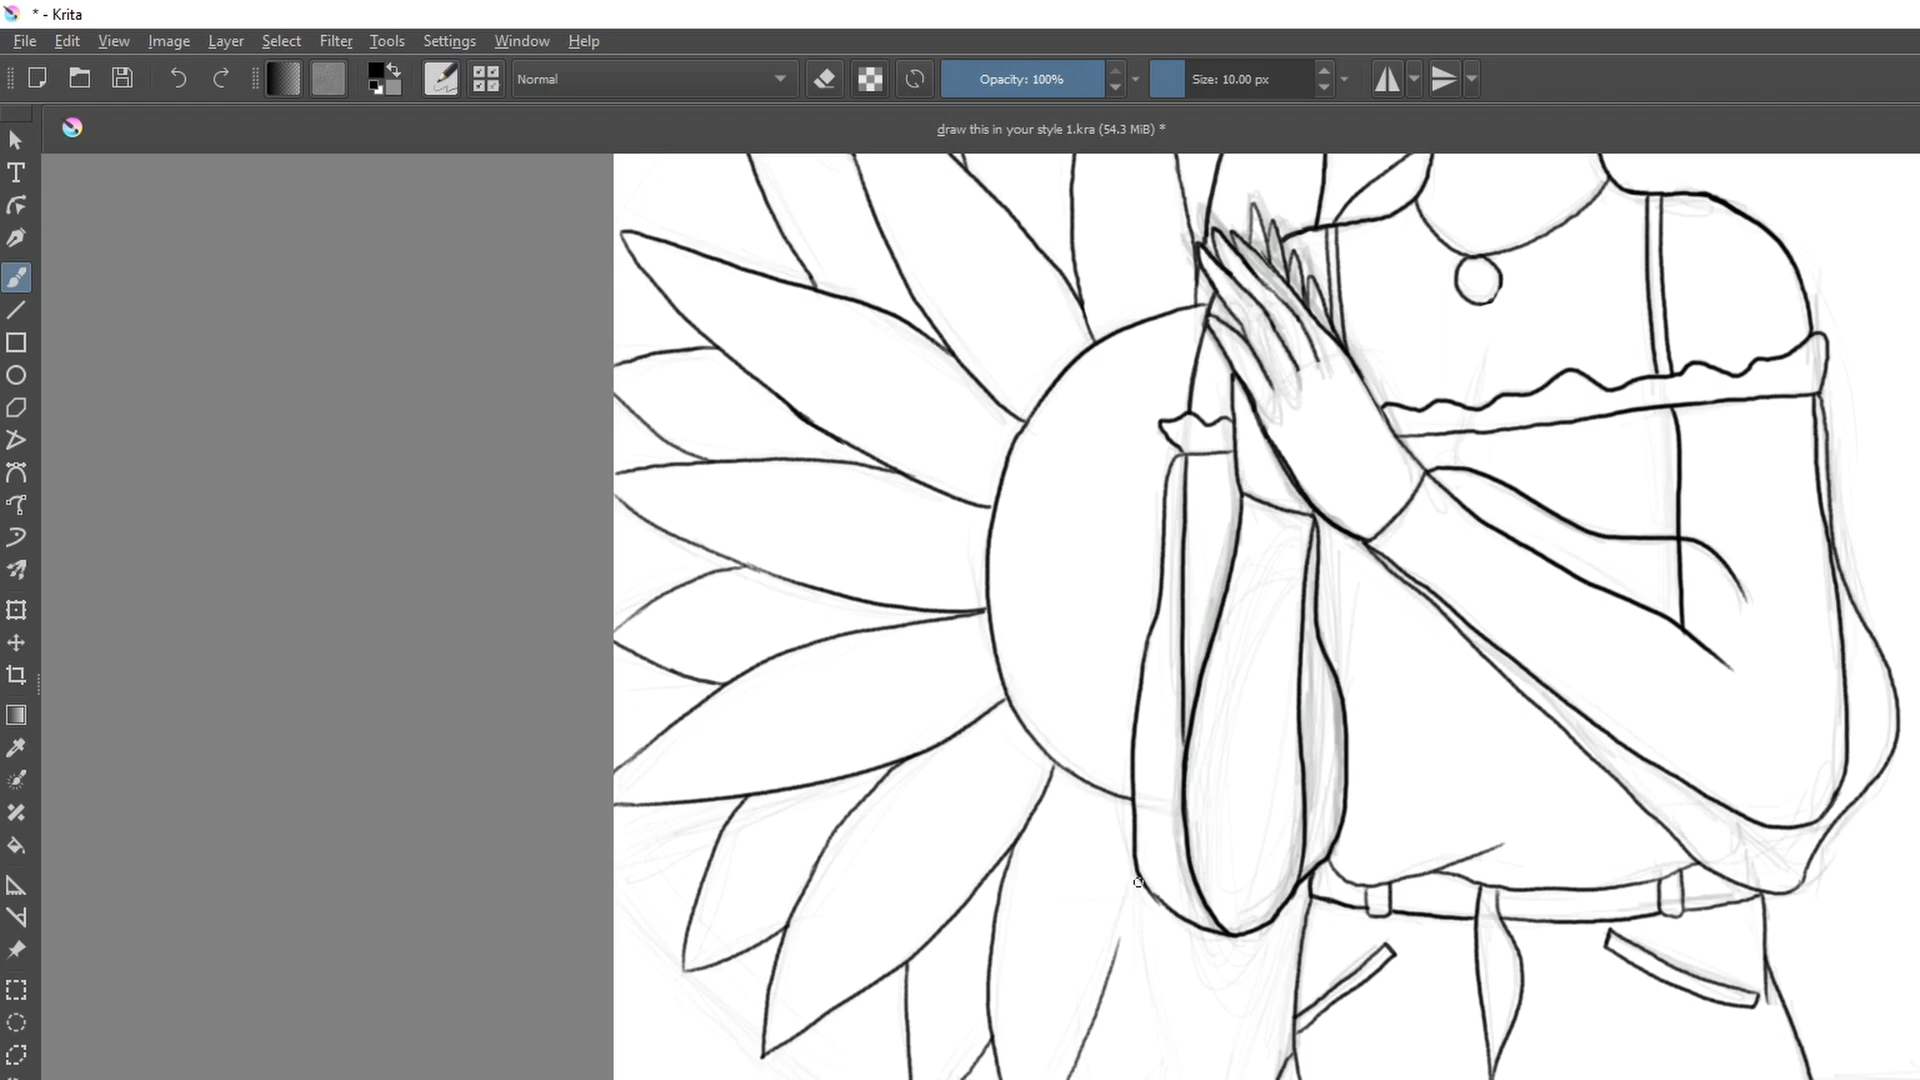 * - Krita
File Edit View Image Layer Select Filter Tools Settings Window Help
Normal Opacity: 100% Size: 10.00 px
draw this in your style 1.kra (54.3 MiB) *